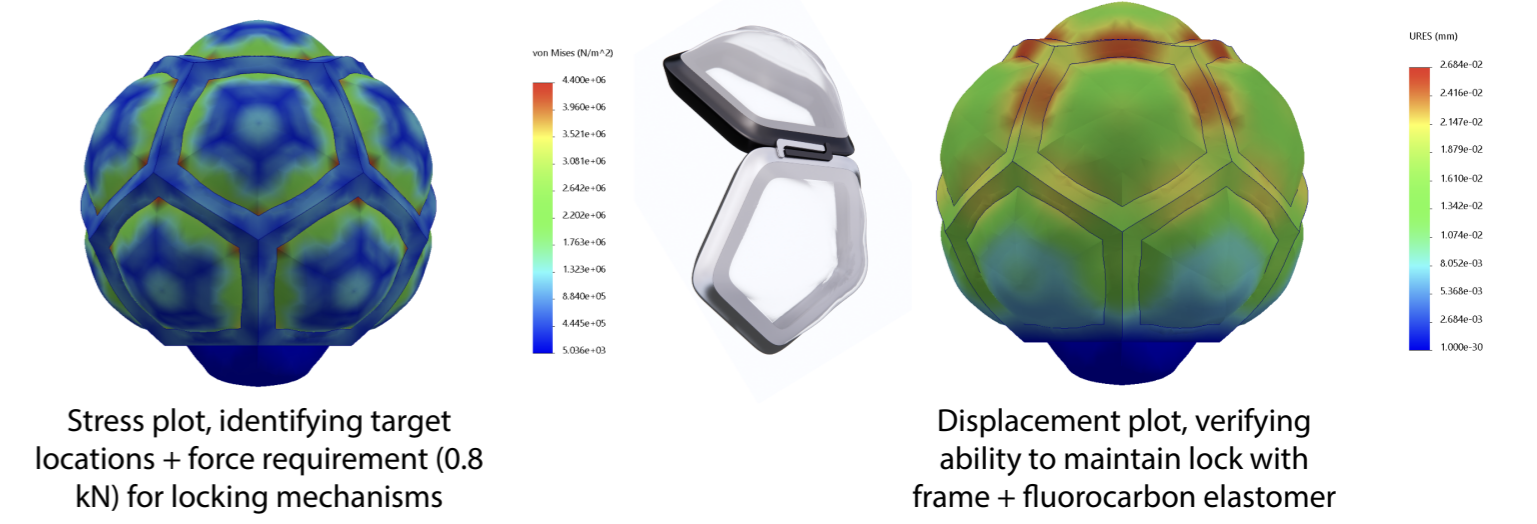 von Mises (N/m^2)
4.400e+06
3.960e+06
3.521e+06
3.081e+06
2.642e+06
2.202e+06
1.763e+06
1.323e+06
8.840e+05
4.445e+05
5.036e+03
URES (mm)
2.684e-02
2.416e-02
2.147e-02
1.879e-02
1.610e-02
1.342e-02
1.074e-02
8.052e-03
5.368e-03
2.684e-03
1.000e-30
Stress plot, identifying target
locations + force requirement (0.8
kN) for locking mechanisms
Displacement plot, verifying
ability to maintain lock with
frame + fluorocarbon elastomer